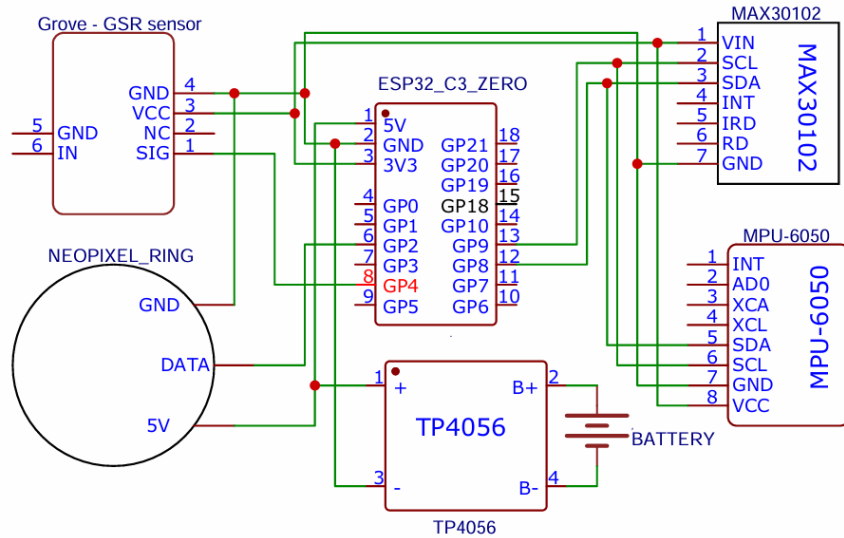 Grove - GSR sensor
GND 4
VCC 3
NC 2
SIG 1
5 GND
6 IN
NEOPIXEL_RING
GND
DATA
5V
ESP32_C3_ZERO
1 5V
2 GND
3 3V3
4 GP0
5 GP1
6 GP2
7 GP3
8 GP4
9 GP5
GP21 18
GP20 17
GP19 16
GP18 15
GP10 14
GP9 13
GP8 12
GP7 11
GP6 10
1 +
3 -
TP4056
B+ 2
B- 4
TP4056
BATTERY
MAX30102
1 VIN
2 SCL
3 SDA
4 INT
5 IRD
6 RD
7 GND
MAX30102
MPU-6050
1 INT
2 AD0
3 XCA
4 XCL
5 SDA
6 SCL
7 GND
8 VCC
MPU-6050